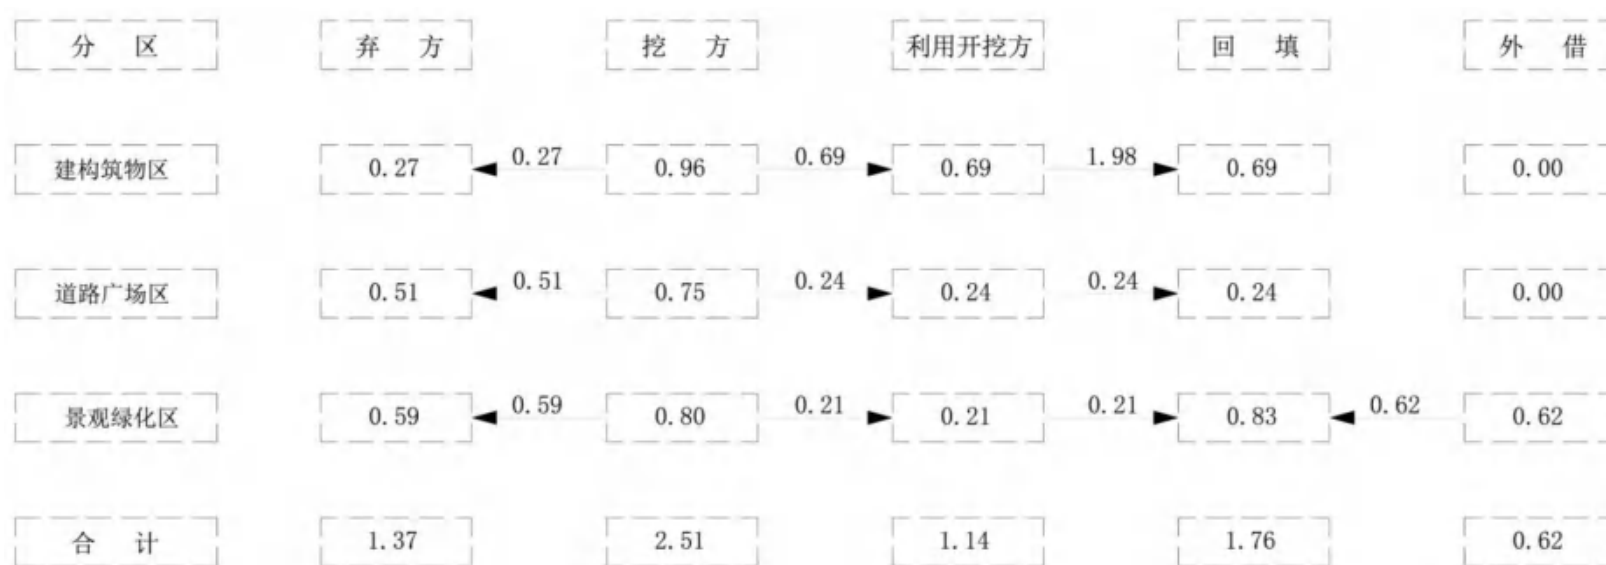 分 区 弃 方 挖 方 利用开挖方 回 填 外 借
建构筑物区 0.27 0.27 0.96 0.69 0.69 1.98 0.69 0.00
道路广场区 0.51 0.51 0.75 0.24 0.24 0.24 0.24 0.00
景观绿化区 0.59 0.59 0.80 0.21 0.21 0.21 0.83 0.62 0.62
合 计 1.37 2.51 1.14 1.76 0.62